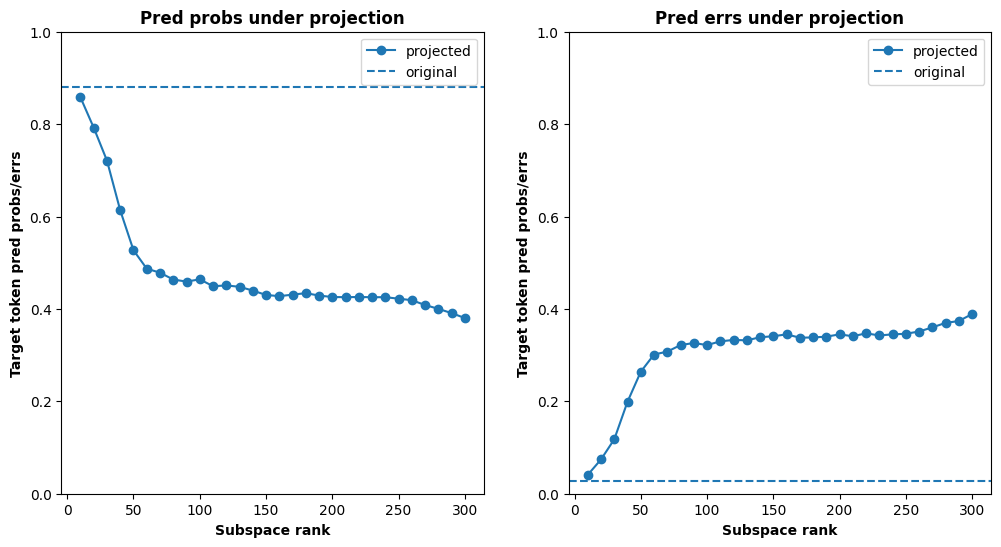 Pred probs under projection
projected
original
Target token pred probs/errs
1.0
0.8
0.6
0.4
0.2
0.0
0 50 100 150 200 250 300
Subspace rank
Pred errs under projection
projected
original
Target token pred probs/errs
1.0
0.8
0.6
0.4
0.2
0.0
0 50 100 150 200 250 300
Subspace rank